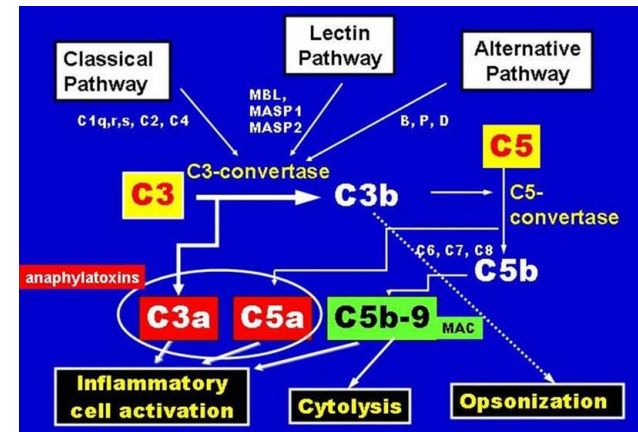 Classical
Pathway
Lectin
Pathway
Alternative
Pathway
C1q,r,s, C2, C4
MBL,
MASP1
MASP2
B, P, D
C5
C3-convertase
C3
C3b
C5-
convertase
C6, C7, C8
C5b
anaphylatoxins
C3a
C5a
C5b-9
MAC
Inflammatory
cell activation
Cytolysis
Opsonization